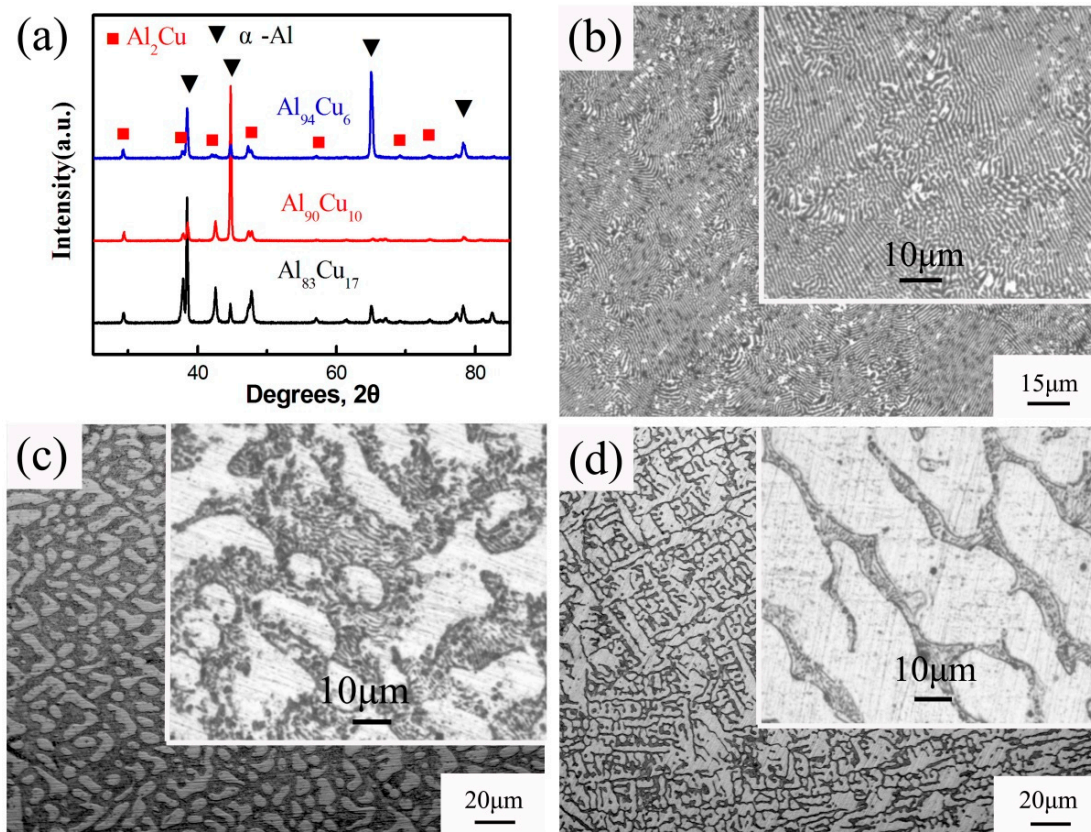 (a)
Al₂Cu
α -Al
Al₉₄Cu₆
Al₉₀Cu₁₀
Al₈₃Cu₁₇
Intensity(a.u.)
40
60
80
Degrees, 2θ
(b)
10μm
15μm
(c)
10μm
20μm
(d)
10μm
20μm